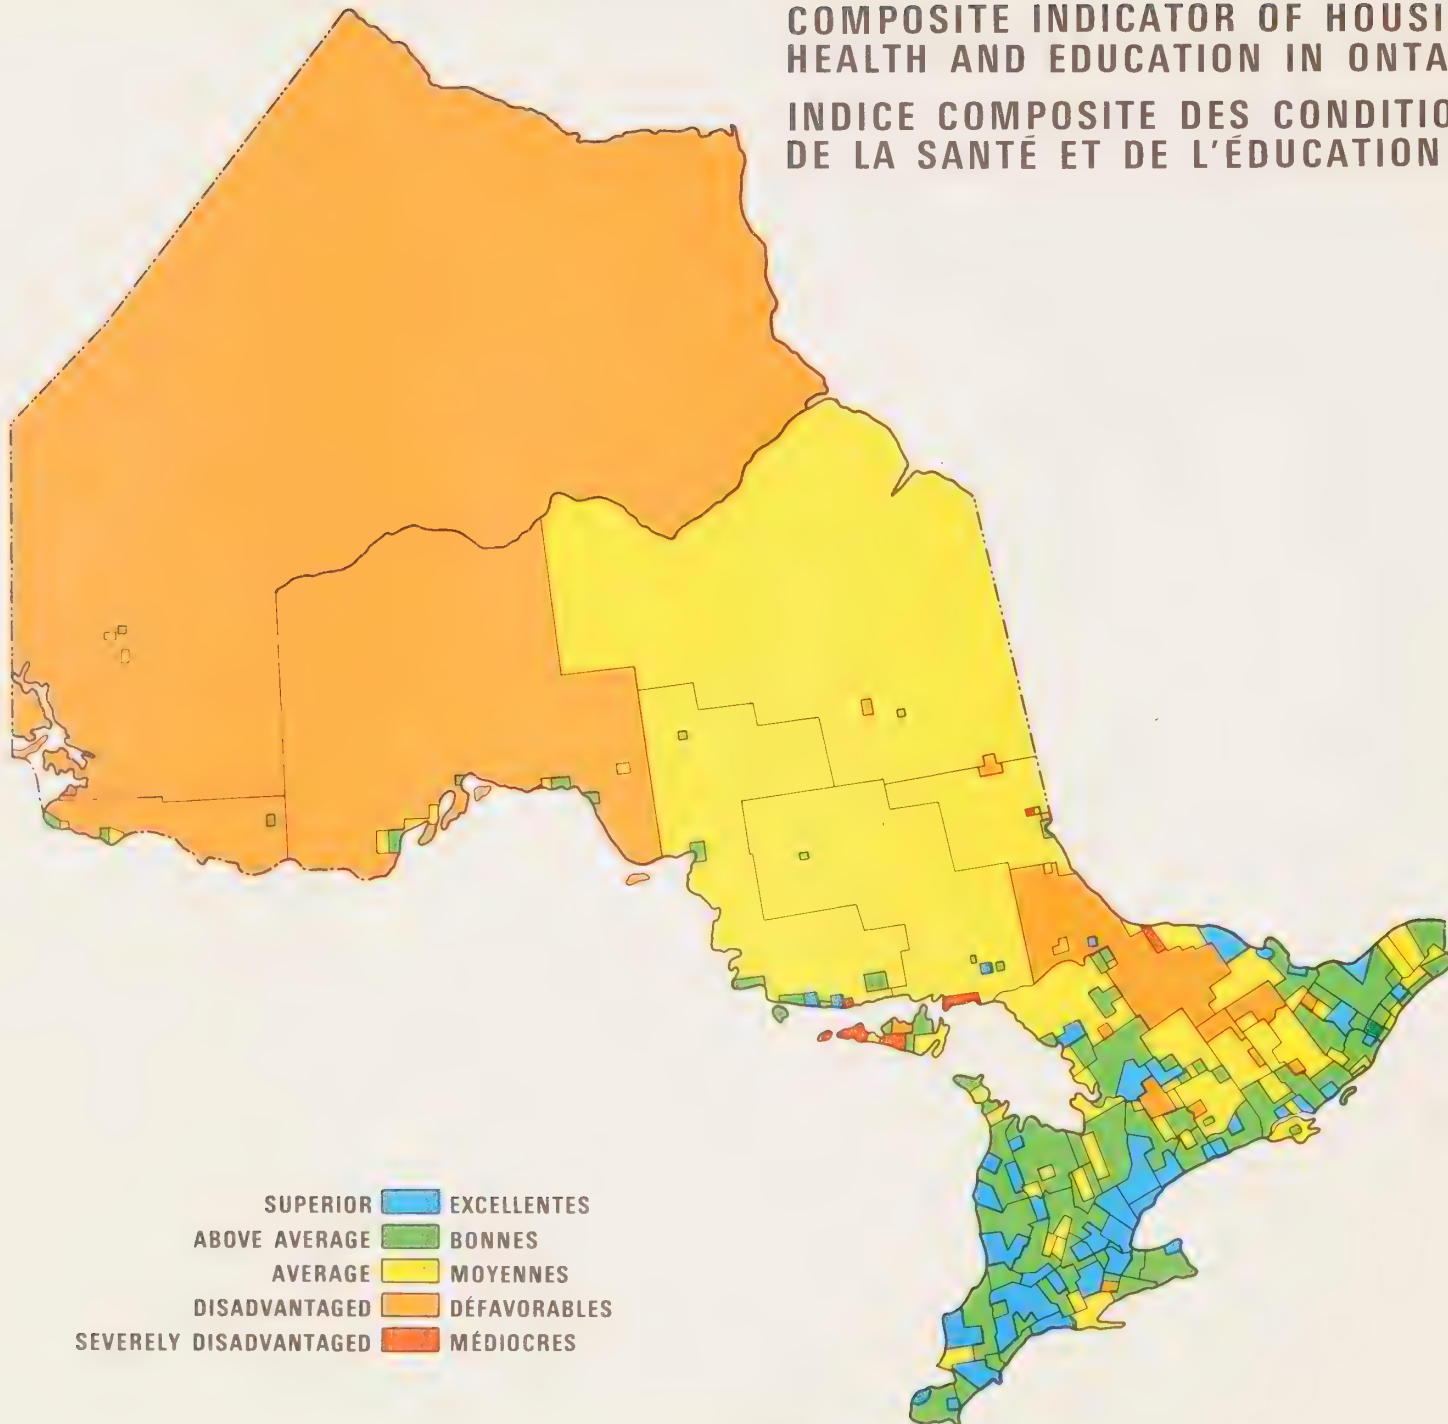 COMPOSITE INDICATOR OF HOUSI
HEALTH AND EDUCATION IN ONTA
INDICE COMPOSITE DES CONDITIO
DE LA SANTÉ ET DE L'ÉDUCATION
SUPERIOR EXCELLENTES
ABOVE AVERAGE BONNES
AVERAGE MOYENNES
DISADVANTAGED DÉFAVORABLES
SEVERELY DISADVANTAGED MÉDIOCRES